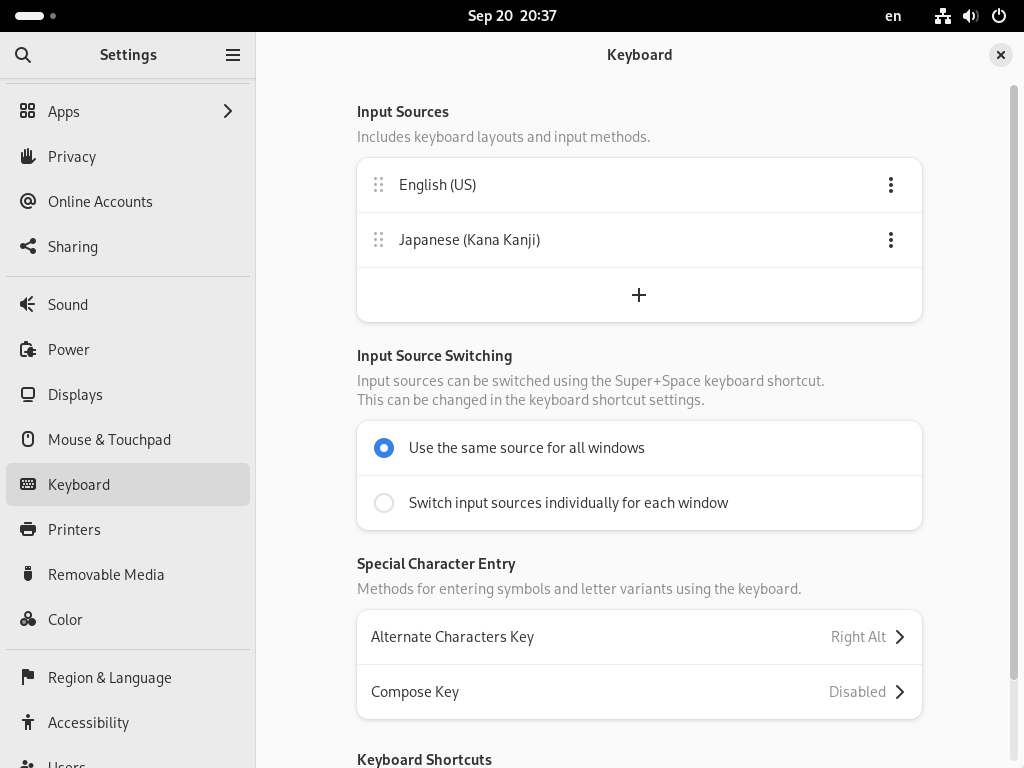 Sep 20 20:37
en
Settings
Keyboard
Apps
Privacy
Online Accounts
Sharing
Sound
Power
Displays
Mouse & Touchpad
Keyboard
Printers
Removable Media
Color
Region & Language
Accessibility
Users
Input Sources
Includes keyboard layouts and input methods.
English (US)
Japanese (Kana Kanji)
Input Source Switching
Input sources can be switched using the Super+Space keyboard shortcut.
This can be changed in the keyboard shortcut settings.
Use the same source for all windows
Switch input sources individually for each window
Special Character Entry
Methods for entering symbols and letter variants using the keyboard.
Alternate Characters Key Right Alt
Compose Key Disabled
Keyboard Shortcuts